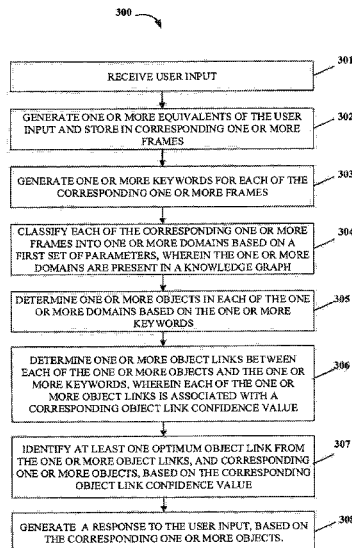 300
301
RECEIVE USER INPUT
302
GENERATE ONE OR MORE EQUIVALENTS OF THE USER
INPUT AND STORE IN CORRESPONDING ONE OR MORE
FRAMES
303
GENERATE ONE OR MORE KEYWORDS FOR EACH OF THE
CORRESPONDING ONE OR MORE FRAMES
304
CLASSIFY EACH OF THE CORRESPONDING ONE OR MORE
FRAMES INTO ONE OR MORE DOMAINS BASED ON A
FIRST SET OF PARAMETERS, WHEREIN THE ONE OR MORE
DOMAINS ARE PRESENT IN A KNOWLEDGE GRAPH
305
DETERMINE ONE OR MORE OBJECTS IN EACH OF THE ONE
OR MORE DOMAINS BASED ON THE ONE OR MORE
KEYWORDS
306
DETERMINE ONE OR MORE OBJECT LINKS BETWEEN
EACH OF THE ONE OR MORE OBJECTS AND THE ONE OR
MORE KEYWORDS, WHEREIN EACH OF THE ONE OR
MORE OBJECT LINKS IS ASSOCIATED WITH A
CORRESPONDING OBJECT LINK CONFIDENCE VALUE
307
IDENTIFY AT LEAST ONE OPTIMUM OBJECT LINK FROM
THE ONE OR MORE OBJECT LINKS, AND CORRESPONDING
ONE OR MORE OBJECTS, BASED ON THE CORRESPONDING
OBJECT LINK CONFIDENCE VALUE
308
GENERATE A RESPONSE TO THE USER INPUT, BASED ON
THE CORRESPONDING ONE OR MORE OBJECTS.